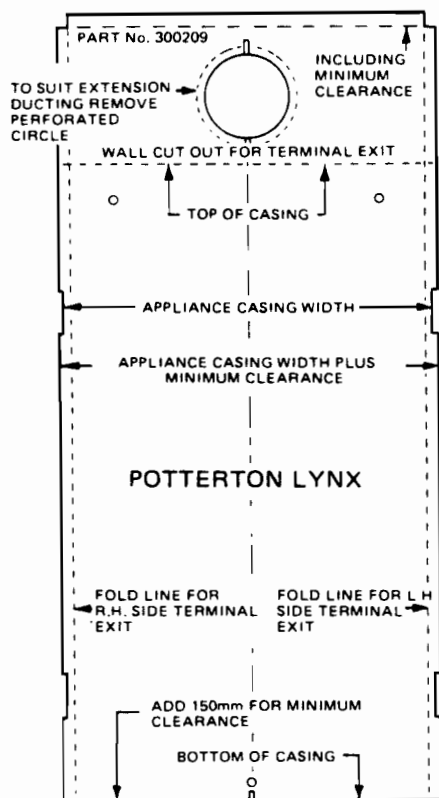 PART No. 300209
INCLUDING
MINIMUM
CLEARANCE
TO SUIT EXTENSION
DUCTING REMOVE
PERFORATED
CIRCLE
WALL CUT OUT FOR TERMINAL EXIT
TOP OF CASING
APPLIANCE CASING WIDTH
APPLIANCE CASING WIDTH PLUS
MINIMUM CLEARANCE
POTTERTON LYNX
FOLD LINE FOR
R.H. SIDE TERMINAL
EXIT
FOLD LINE FOR L H
SIDE TERMINAL
EXIT
ADD 150mm FOR MINIMUM
CLEARANCE
BOTTOM OF CASING